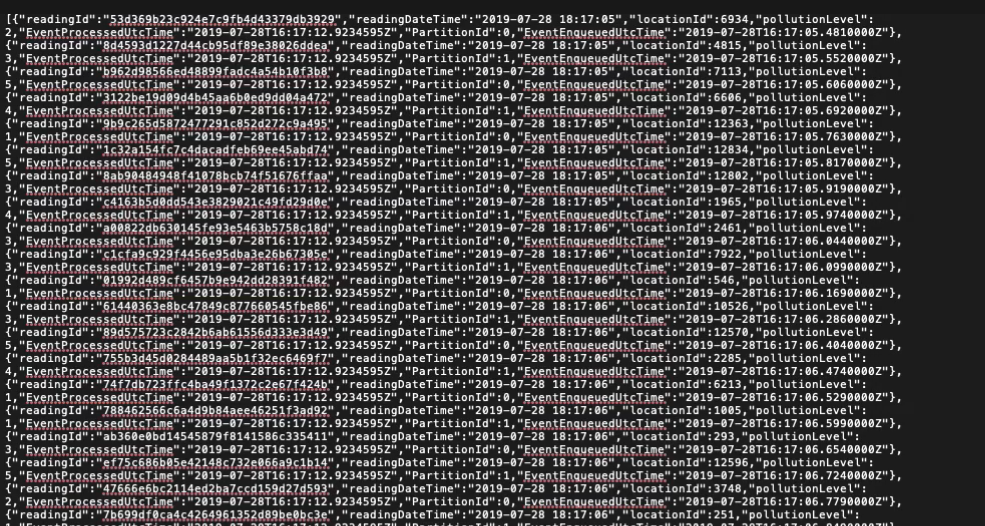 [{"readingId":"53d369b23c924e7c9fb4d43379db3929","readingDateTime":"2019-07-28 18:17:05","locationId":6934,"pollutionLevel":
2,"EventProcessedUtcTime":"2019-07-28T16:17:12.9234595Z","PartitionId":0,"EventEnqueuedUtcTime":"2019-07-28T16:17:05.4810000Z"},
{"readingId":"8d4593d1227d44cb95df89e38026ddea","readingDateTime":"2019-07-28 18:17:05","locationId":4815,"pollutionLevel":
3,"EventProcessedUtcTime":"2019-07-28T16:17:12.9234595Z","PartitionId":1,"EventEnqueuedUtcTime":"2019-07-28T16:17:05.5520000Z"},
{"readingId":"b962d98566ed48899fadc4a54b10f3b8","readingDateTime":"2019-07-28 18:17:05","locationId":7113,"pollutionLevel":
5,"EventProcessedUtcTime":"2019-07-28T16:17:12.9234595Z","PartitionId":0,"EventEnqueuedUtcTime":"2019-07-28T16:17:05.6060000Z"},
{"readingId":"3122be15d09d4b45aa6b0ed9dd04a472","readingDateTime":"2019-07-28 18:17:05","locationId":6606,"pollutionLevel":
3,"EventProcessedUtcTime":"2019-07-28T16:17:12.9234595Z","PartitionId":1,"EventEnqueuedUtcTime":"2019-07-28T16:17:05.6920000Z"},
{"readingId":"9b9c265d5872477291c852d272c9a495","readingDateTime":"2019-07-28 18:17:05","locationId":12363,"pollutionLevel":
1,"EventProcessedUtcTime":"2019-07-28T16:17:12.9234595Z","PartitionId":0,"EventEnqueuedUtcTime":"2019-07-28T16:17:05.7630000Z"},
{"readingId":"1c32a154fc7c4dacadfeb69ee45abd74","readingDateTime":"2019-07-28 18:17:05","locationId":12834,"pollutionLevel":
5,"EventProcessedUtcTime":"2019-07-28T16:17:12.9234595Z","PartitionId":1,"EventEnqueuedUtcTime":"2019-07-28T16:17:05.8170000Z"},
{"readingId":"8ab90484948f41078bcb74f51676ffaa","readingDateTime":"2019-07-28 18:17:05","locationId":12802,"pollutionLevel":
3,"EventProcessedUtcTime":"2019-07-28T16:17:12.9234595Z","PartitionId":0,"EventEnqueuedUtcTime":"2019-07-28T16:17:05.9190000Z"},
{"readingId":"c4163b5d0dd543e3829021c49fd29d0e","readingDateTime":"2019-07-28 18:17:05","locationId":1965,"pollutionLevel":
4,"EventProcessedUtcTime":"2019-07-28T16:17:12.9234595Z","PartitionId":1,"EventEnqueuedUtcTime":"2019-07-28T16:17:05.9740000Z"},
{"readingId":"a00822db630145fe93e5463b5758c18d","readingDateTime":"2019-07-28 18:17:06","locationId":2461,"pollutionLevel":
3,"EventProcessedUtcTime":"2019-07-28T16:17:12.9234595Z","PartitionId":0,"EventEnqueuedUtcTime":"2019-07-28T16:17:06.0440000Z"},
{"readingId":"c1cfa9c929f4456e95dba3e26b67305e","readingDateTime":"2019-07-28 18:17:06","locationId":7922,"pollutionLevel":
3,"EventProcessedUtcTime":"2019-07-28T16:17:12.9234595Z","PartitionId":1,"EventEnqueuedUtcTime":"2019-07-28T16:17:06.0990000Z"},
{"readingId":"01992d489cf6457b9e942dd28391f482","readingDateTime":"2019-07-28 18:17:06","locationId":546,"pollutionLevel":
1,"EventProcessedUtcTime":"2019-07-28T16:17:12.9234595Z","PartitionId":0,"EventEnqueuedUtcTime":"2019-07-28T16:17:06.1690000Z"},
{"readingId":"61440363e8bc47849c877660545fbe86","readingDateTime":"2019-07-28 18:17:06","locationId":10526,"pollutionLevel":
3,"EventProcessedUtcTime":"2019-07-28T16:17:12.9234595Z","PartitionId":1,"EventEnqueuedUtcTime":"2019-07-28T16:17:06.2860000Z"},
{"readingId":"89d575723c2842b6ab61556d333e3d49","readingDateTime":"2019-07-28 18:17:06","locationId":12570,"pollutionLevel":
5,"EventProcessedUtcTime":"2019-07-28T16:17:12.9234595Z","PartitionId":0,"EventEnqueuedUtcTime":"2019-07-28T16:17:06.4040000Z"},
{"readingId":"755b3d45d0284489aa5b1f32ec6469f7","readingDateTime":"2019-07-28 18:17:06","locationId":2285,"pollutionLevel":
4,"EventProcessedUtcTime":"2019-07-28T16:17:12.9234595Z","PartitionId":1,"EventEnqueuedUtcTime":"2019-07-28T16:17:06.4740000Z"},
{"readingId":"74f7db723ffc4ba49f1372c2e67f424b","readingDateTime":"2019-07-28 18:17:06","locationId":6213,"pollutionLevel":
1,"EventProcessedUtcTime":"2019-07-28T16:17:12.9234595Z","PartitionId":0,"EventEnqueuedUtcTime":"2019-07-28T16:17:06.5290000Z"},
{"readingId":"788462566c6a4d9b84aee46251f3ad92","readingDateTime":"2019-07-28 18:17:06","locationId":1005,"pollutionLevel":
1,"EventProcessedUtcTime":"2019-07-28T16:17:12.9234595Z","PartitionId":1,"EventEnqueuedUtcTime":"2019-07-28T16:17:06.5990000Z"},
{"readingId":"ab360e0bd14545879f8141586c335411","readingDateTime":"2019-07-28 18:17:06","locationId":293,"pollutionLevel":
3,"EventProcessedUtcTime":"2019-07-28T16:17:12.9234595Z","PartitionId":0,"EventEnqueuedUtcTime":"2019-07-28T16:17:06.6540000Z"},
{"readingId":"ef75c686b05e42148c732e066a9c1b14","readingDateTime":"2019-07-28 18:17:06","locationId":12596,"pollutionLevel":
5,"EventProcessedUtcTime":"2019-07-28T16:17:12.9234595Z","PartitionId":1,"EventEnqueuedUtcTime":"2019-07-28T16:17:06.7240000Z"},
{"readingId":"47666e6bc2114ed2ba7ccd159d27d593","readingDateTime":"2019-07-28 18:17:06","locationId":3748,"pollutionLevel":
2,"EventProcessedUtcTime":"2019-07-28T16:17:12.9234595Z","PartitionId":0,"EventEnqueuedUtcTime":"2019-07-28T16:17:06.7790000Z"},
{"readingId":"7b699df0ca4c4264961352d89be0bc3e","readingDateTime":"2019-07-28 18:17:06","locationId":251,"pollutionLevel":